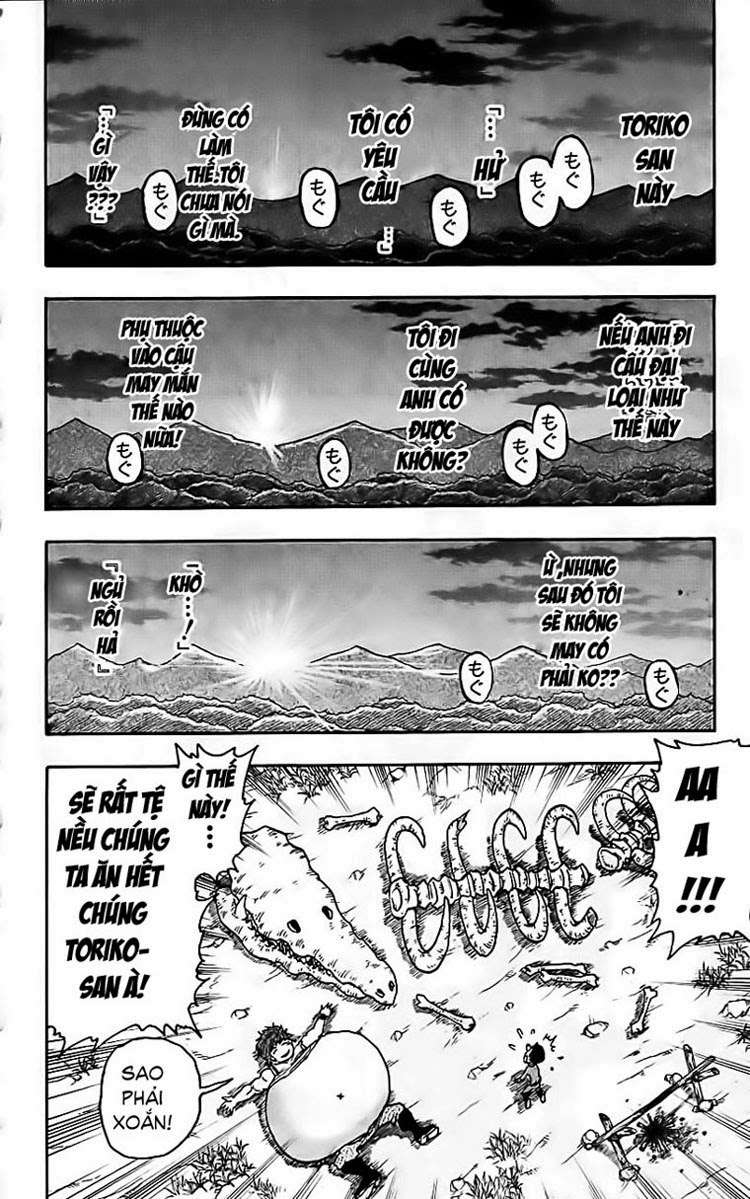 TORIKO
SAN
NÀY
もぐ
もぐ
『…
HỬ
』
もぐ
TÔI CÓ
YÊU
CẦU
…
もぐ
ĐỪNG CÓ
LÀM
THẾ.TÔI
CHƯA NÓI
GÌ MÀ.
もぐ
『…
GÌ
VẬY
???
』
NẾU ANH ĐI
CÂU ĐẠI
LOẠI NHƯ
THẾ NÀY
もぐ
もぐ
TÔI ĐI
CÙNG
ANH CÓ
ĐƯỢC
KHÔNG?
もぐ
PHỤ THUỘC
VÀO CẬU
MAY MẮN
THẾ NÀO
NỮA!
もぐ
もぐ
Ừ,NHƯNG
SAU ĐÓ TÔI
SẼ KHÔNG
MAY CÓ
PHẢI KO??
もぐ
『
KHÒ
…!
』
『
NGỦ
RỒI
HẢ
』
AA
A
!!!
GÌ THẾ
NÀY!
…
SẼ RẤT TỆ
NỀU CHÚNG
TA ĂN HẾT
CHÚNG
TORIKO-
SAN À!
SAO
PHẢI
XOẮN!